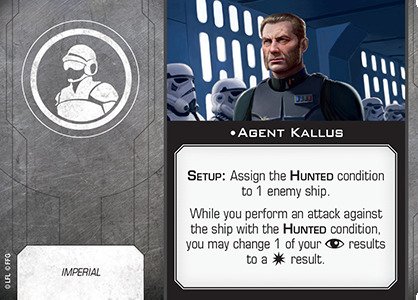 •AGENT KALLUS
SETUP: Assign the HUNTED condition
to 1 enemy ship.
While you perform an attack against
the ship with the HUNTED condition,
you may change 1 of your results
to a result.
IMPERIAL
© LFL © FFG